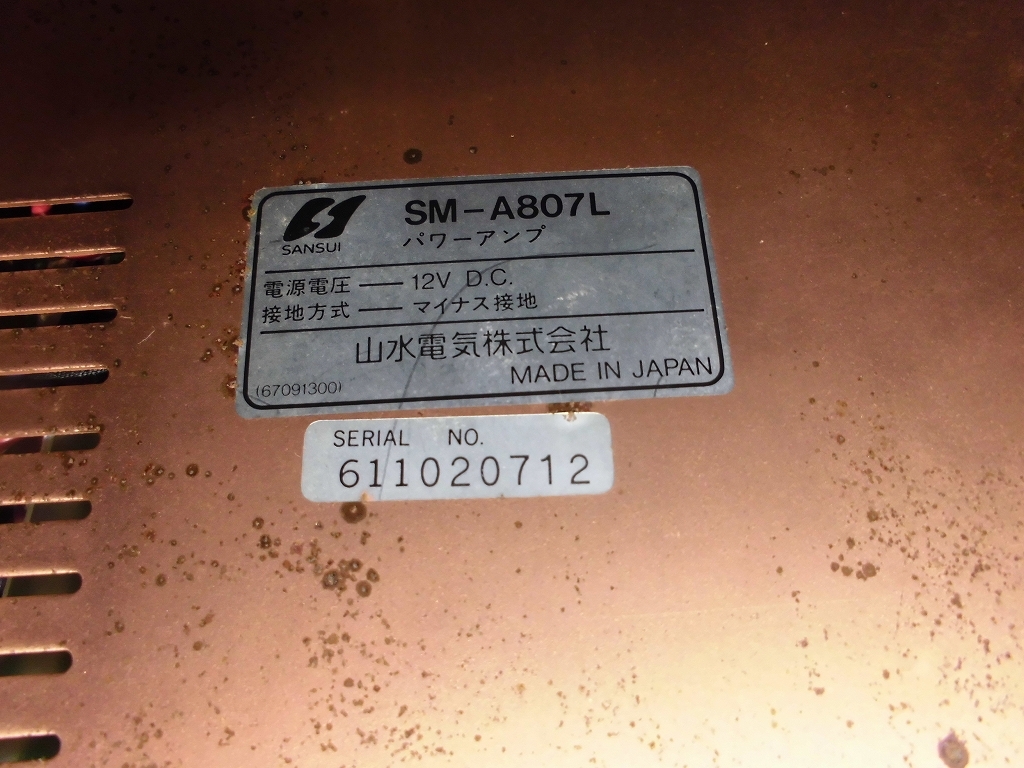 SM-A807L
SANSUI
パワーアンプ
電源電圧 — 12V D.C.
接地方式 — マイナス接地
山水電気株式会社
(67091300)
MADE IN JAPAN
SERIAL NO.
611020712